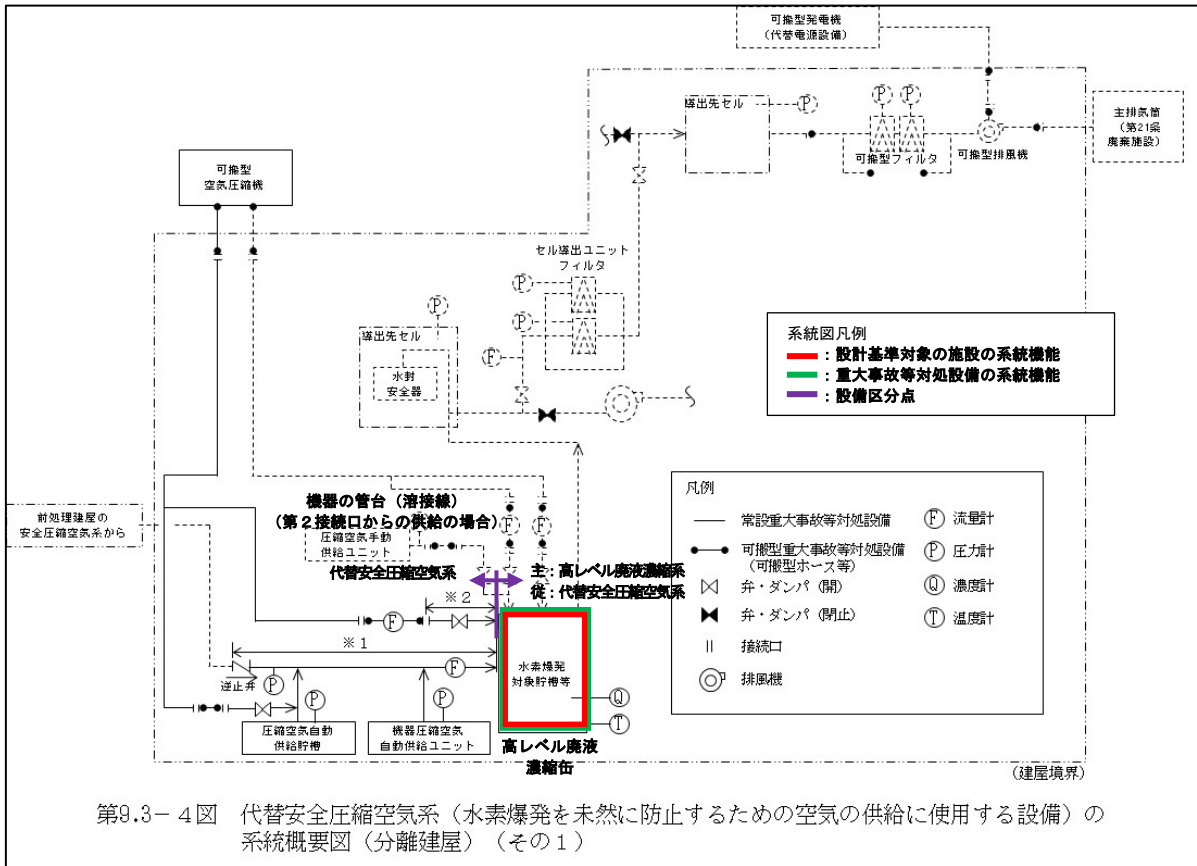 可搬型発電機
(代替電源設備)
導出先セル
P
P
P
可搬型フィルタ
可搬型排風機
主排気筒
(第21条
廃棄施設)
可搬型
空気圧縮機
セル導出ユニット
フィルタ
P
P
P
F
導出先セル
水封
安全器
系統図凡例
:設計基準対象の施設の系統機能
:重大事故等対処設備の系統機能
:設備区分点
前処理建屋の
安全圧縮空気系から
機器の管台(溶接線)
(第2接続口からの供給の場合)
圧縮空気手動
供給ユニット
代替安全圧縮空気系
主:高レベル廃液濃縮系
従:代替安全圧縮空気系
F
F
※2
F
※1
F
逆止弁
P
P
P
圧縮空気自動
供給貯槽
機器圧縮空気
自動供給ユニット
水素爆発
対象貯槽等
Q
T
高レベル廃液
濃縮缶
凡例
常設重大事故等対処設備
可搬型重大事故等対処設備
(可搬型ホース等)
弁・ダンパ(開)
弁・ダンパ(閉止)
接続口
排風機
F 流量計
P 圧力計
Q 濃度計
T 温度計
(建屋境界)
第9.3-4図 代替安全圧縮空気系(水素爆発を未然に防止するための空気の供給に使用する設備)の
系統概要図(分離建屋)(その1)